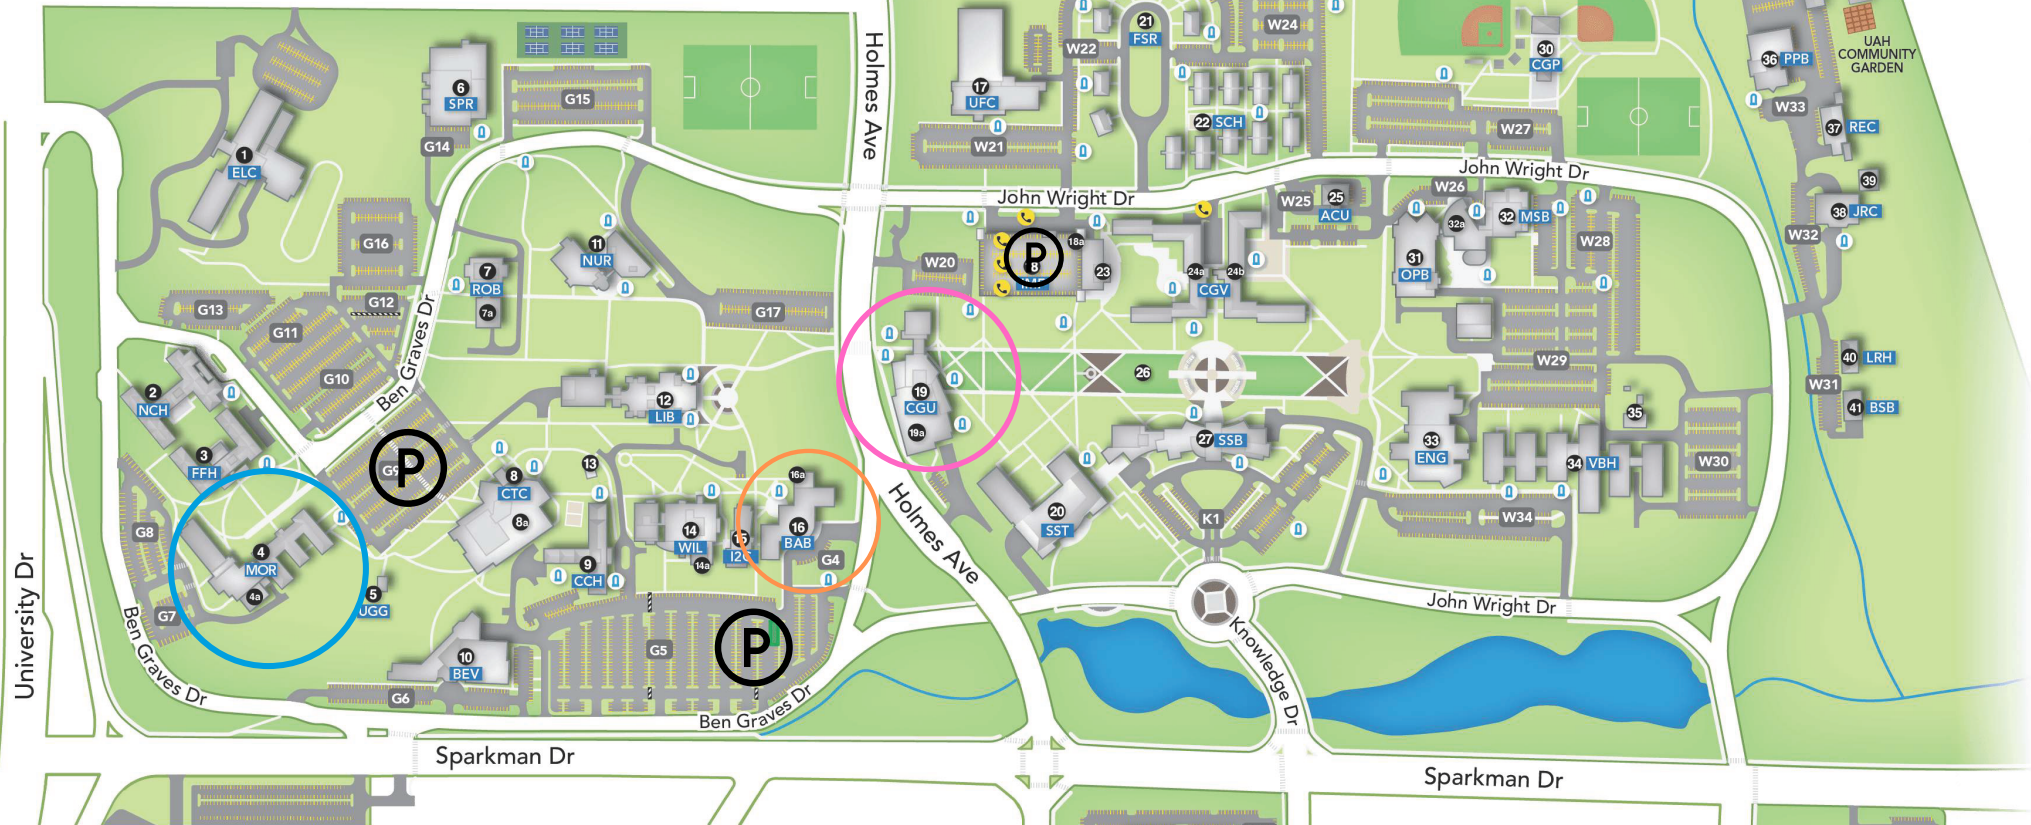 Holmes Ave
21
FSR
W24
W22
30
CGP
36 PPB
UAH
COMMUNITY
GARDEN
6
SPR
G15
17
UFC
W33
22 SCH
W27
37 REC
G14
W21
1
ELC
John Wright Dr
John Wright Dr
39
38 JRC
W26
25
ACU
W25
32a
32 MSB
W28
W32
G16
11
NUR
18a
P
23
24a
24b
CGV
31
OPB
W20
7
ROB
7a
G12
G13
G11
G17
Ben Graves Dr
G10
W29
40 LRH
W31
41 BSB
26
2
NCH
12
LIB
19
CGU
19a
27 SSB
35
33
ENG
34 VBH
W30
3
FFH
P
13
8
CTC
8a
16a
G8
14
WIL
14a
16
BAB
G4
Holmes Ave
20
SST
K1
W34
4
MOR
4a
9
CCH
5
UGG
G7
University Dr
Ben Graves Dr
John Wright Dr
Knowledge Dr
G5
P
10
BEV
G6
Ben Graves Dr
Sparkman Dr
Sparkman Dr